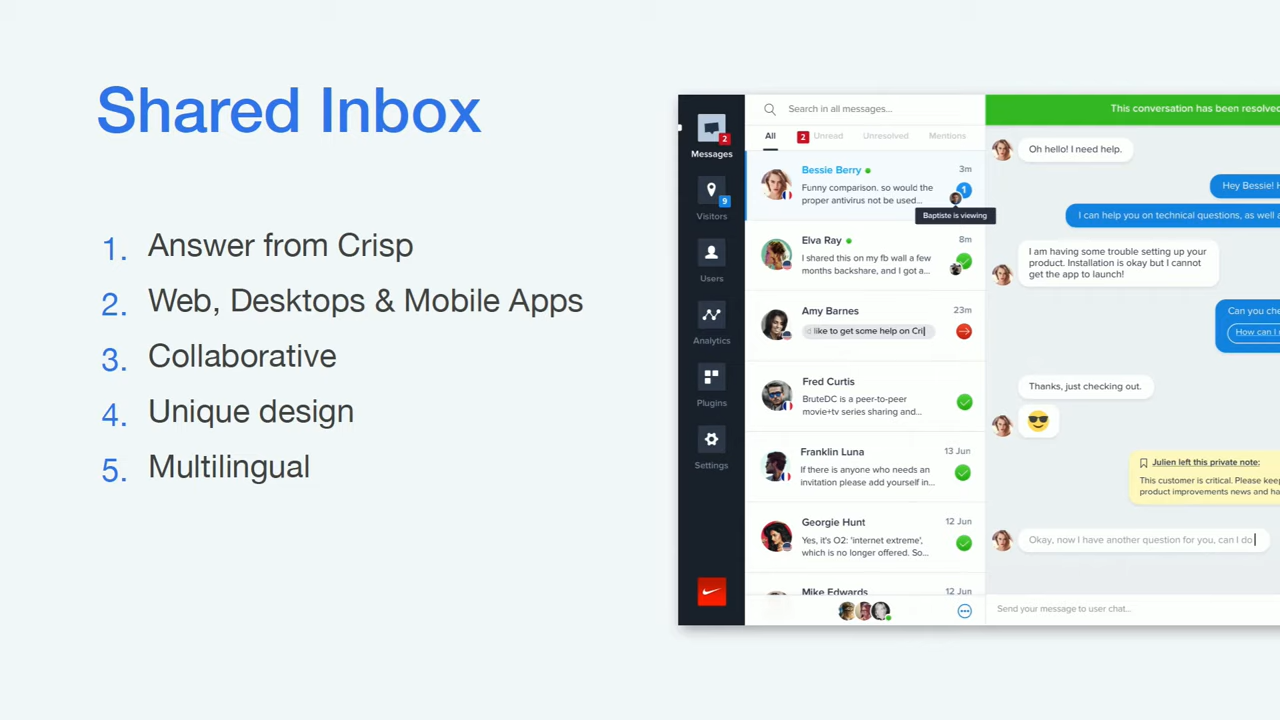 Shared Inbox
1. Answer from Crisp
2. Web, Desktops & Mobile Apps
3. Collaborative
4. Unique design
5. Multilingual
2
Messages
9
Visitors
Users
Analytics
Plugins
Settings
Search in all messages...
All 2 Unread Unresolved Mentions
Bessie Berry 3m
Funny comparison. so would the
proper antivirus not be used...
1
Baptiste is viewing
Elva Ray 8m
I shared this on my fb wall a few
months backshare, and I got a...
Amy Barnes 23m
like to get some help on Cri
Fred Curtis
BruteDC is a peer-to-peer
movie+tv series sharing and...
Franklin Luna 13 Jun
If there is anyone who needs an
invitation please add yourself in...
Georgie Hunt 12 Jun
Yes, it's O2: 'internet extreme',
which is no longer offered. So...
Mike Edwards 12 Jun
This conversation has been resolved
Oh hello! I need help.
Hey Bessie!
I can help you on technical questions, as well a
I am having some trouble setting up your
product. Installation is okay but I cannot
get the app to launch!
Can you che
How can I
Thanks, just checking out.
Julien left this private note:
This customer is critical. Please keep
product improvements news and ha
Okay, now I have another question for you, can I do
Send your message to user chat...